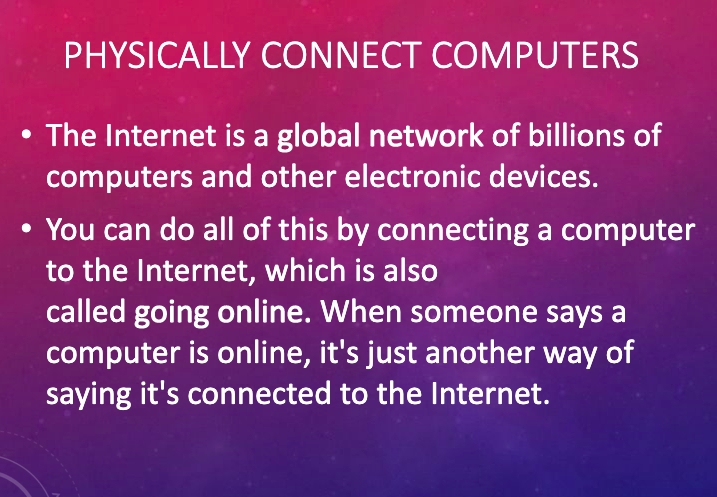 PHYSICALLY CONNECT COMPUTERS
• The Internet is a global network of billions of
computers and other electronic devices.
• You can do all of this by connecting a computer
to the Internet, which is also
called going online. When someone says a
computer is online, it's just another way of
saying it's connected to the Internet.